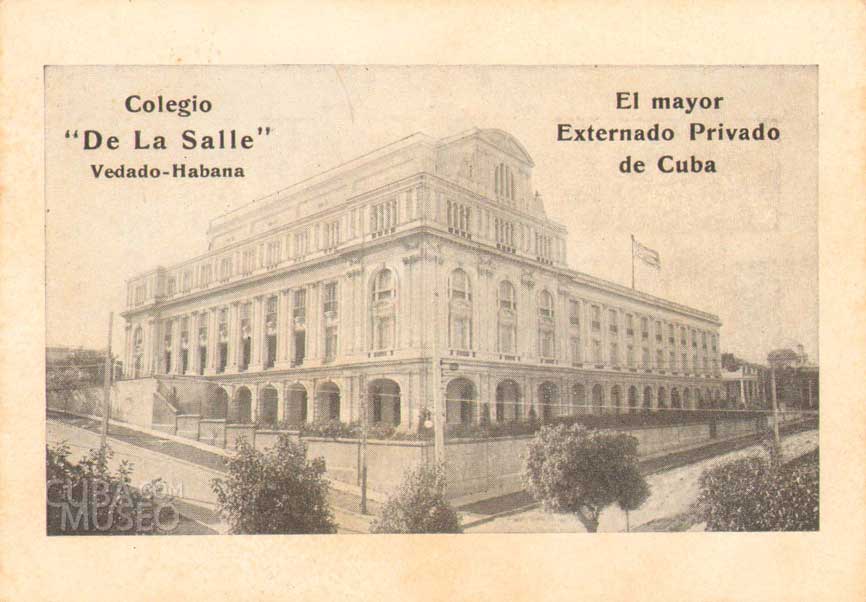 Colegio
"De La Salle"
Vedado-Habana
El mayor
Externado Privado
de Cuba
CUBA.com
MUSEO